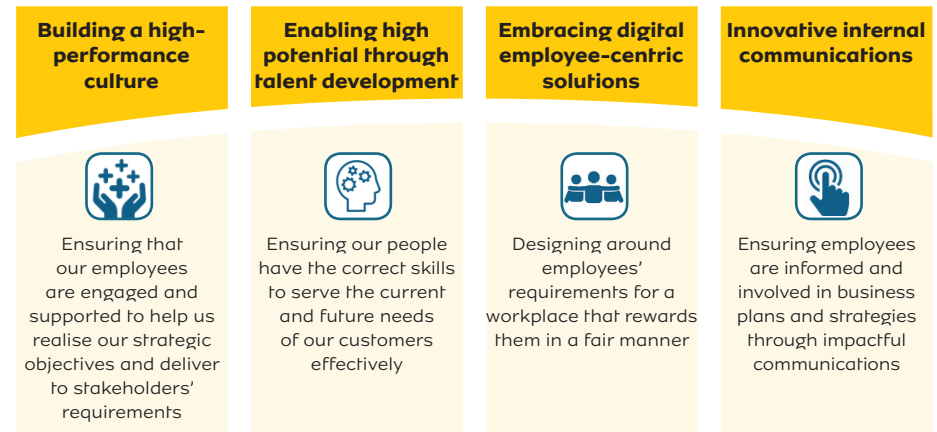 Building a high-
performance
culture
Ensuring that
our employees
are engaged and
supported to help us
realise our strategic
objectives and deliver
to stakeholders’
requirements
Enabling high
potential through
talent development
Ensuring our people
have the correct skills
to serve the current
and future needs
of our customers
effectively
Embracing digital
employee-centric
solutions
Designing around
employees’
requirements for a
workplace that rewards
them in a fair manner
Innovative internal
communications
Ensuring employees
are informed and
involved in business
plans and strategies
through impactful
communications